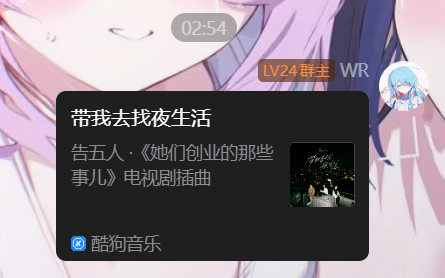 02:54
LV24 群主 WR
带我去找夜生活
告五人 ·《她们创业的那些
事儿》电视剧插曲
酷狗音乐